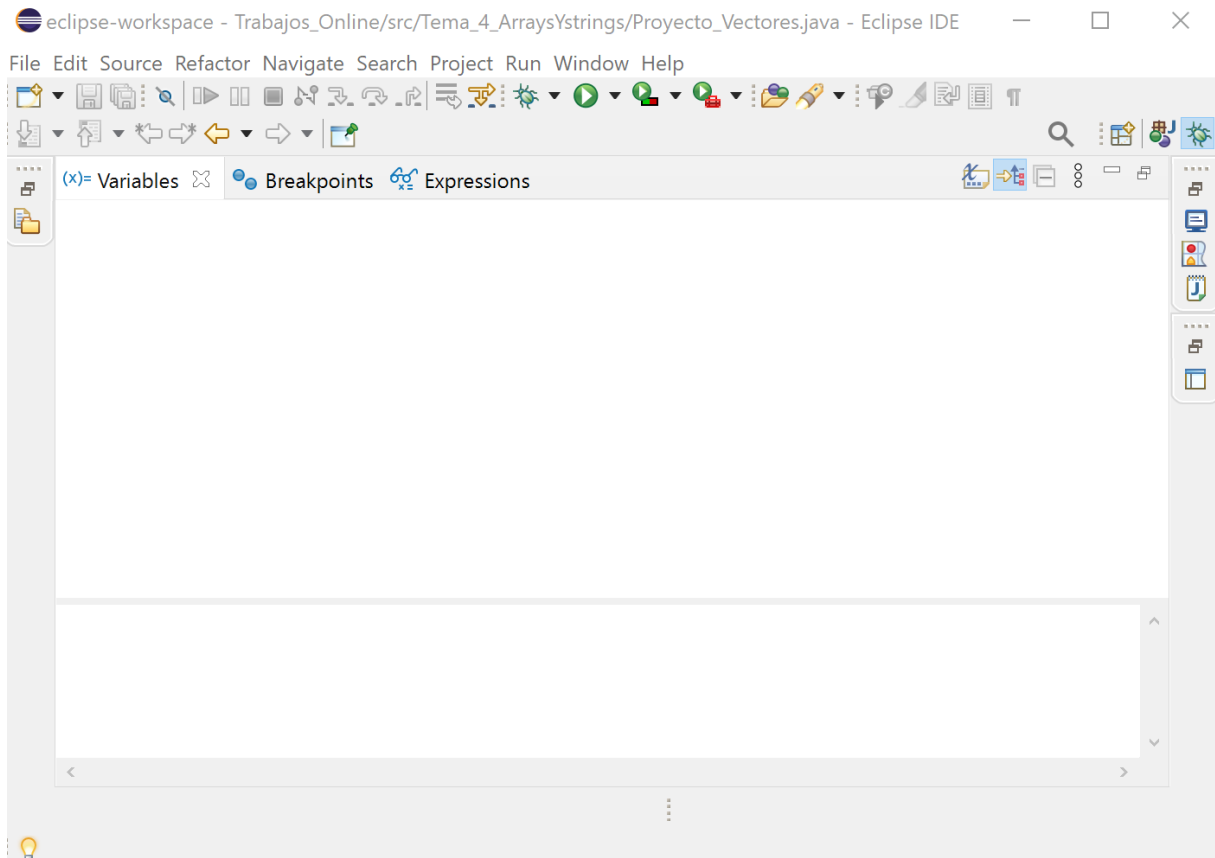 eclipse-workspace - Trabajos_Online/src/Tema_4_ArraysYstrings/Proyecto_Vectores.java - Eclipse IDE
File Edit Source Refactor Navigate Search Project Run Window Help
(x)= Variables Breakpoints Expressions